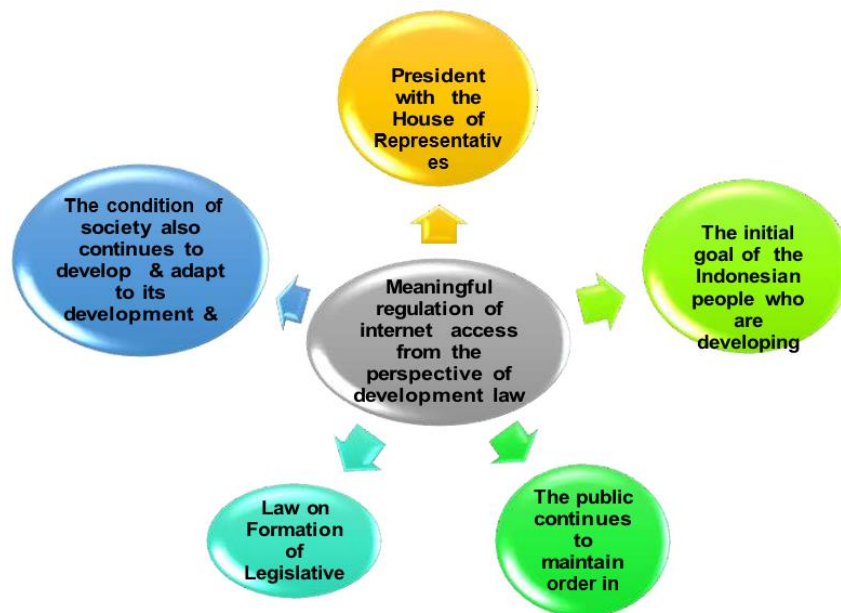 President
with the
House of
Representativ
es
The condition of
society also
continues to
develop & adapt
to its
development &
The initial
goal of the
Indonesian
people who
are
developing
Meaningful
regulation of
internet access
from the
perspective of
development law
Law on
Formation
of
Legislative
The public
continues
to
maintain
order in